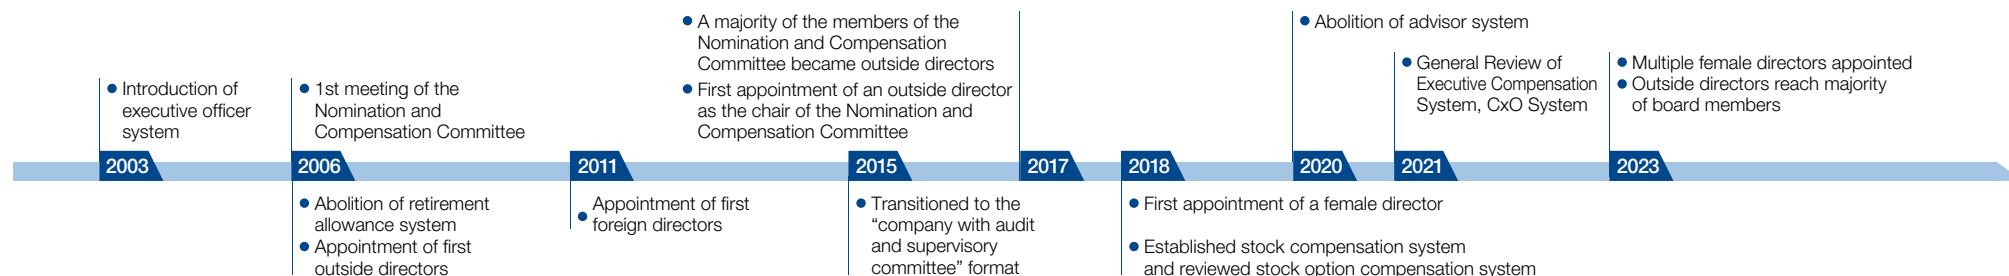 ● Introduction of
executive officer
system
● 1st meeting of the
Nomination and
Compensation Committee
● A majority of the members of the
Nomination and Compensation
Committee became outside directors
● First appointment of an outside director
as the chair of the Nomination and
Compensation Committee
● Abolition of advisor system
● General Review of
Executive Compensation
System, CxO System
● Multiple female directors appointed
● Outside directors reach majority
of board members
2003
2006
2011
2015
2017
2018
2020
2021
2023
● Abolition of retirement
allowance system
● Appointment of first
outside directors
● Appointment of first
foreign directors
● Transitioned to the
“company with audit
and supervisory
committee” format
● First appointment of a female director
● Established stock compensation system
and reviewed stock option compensation system